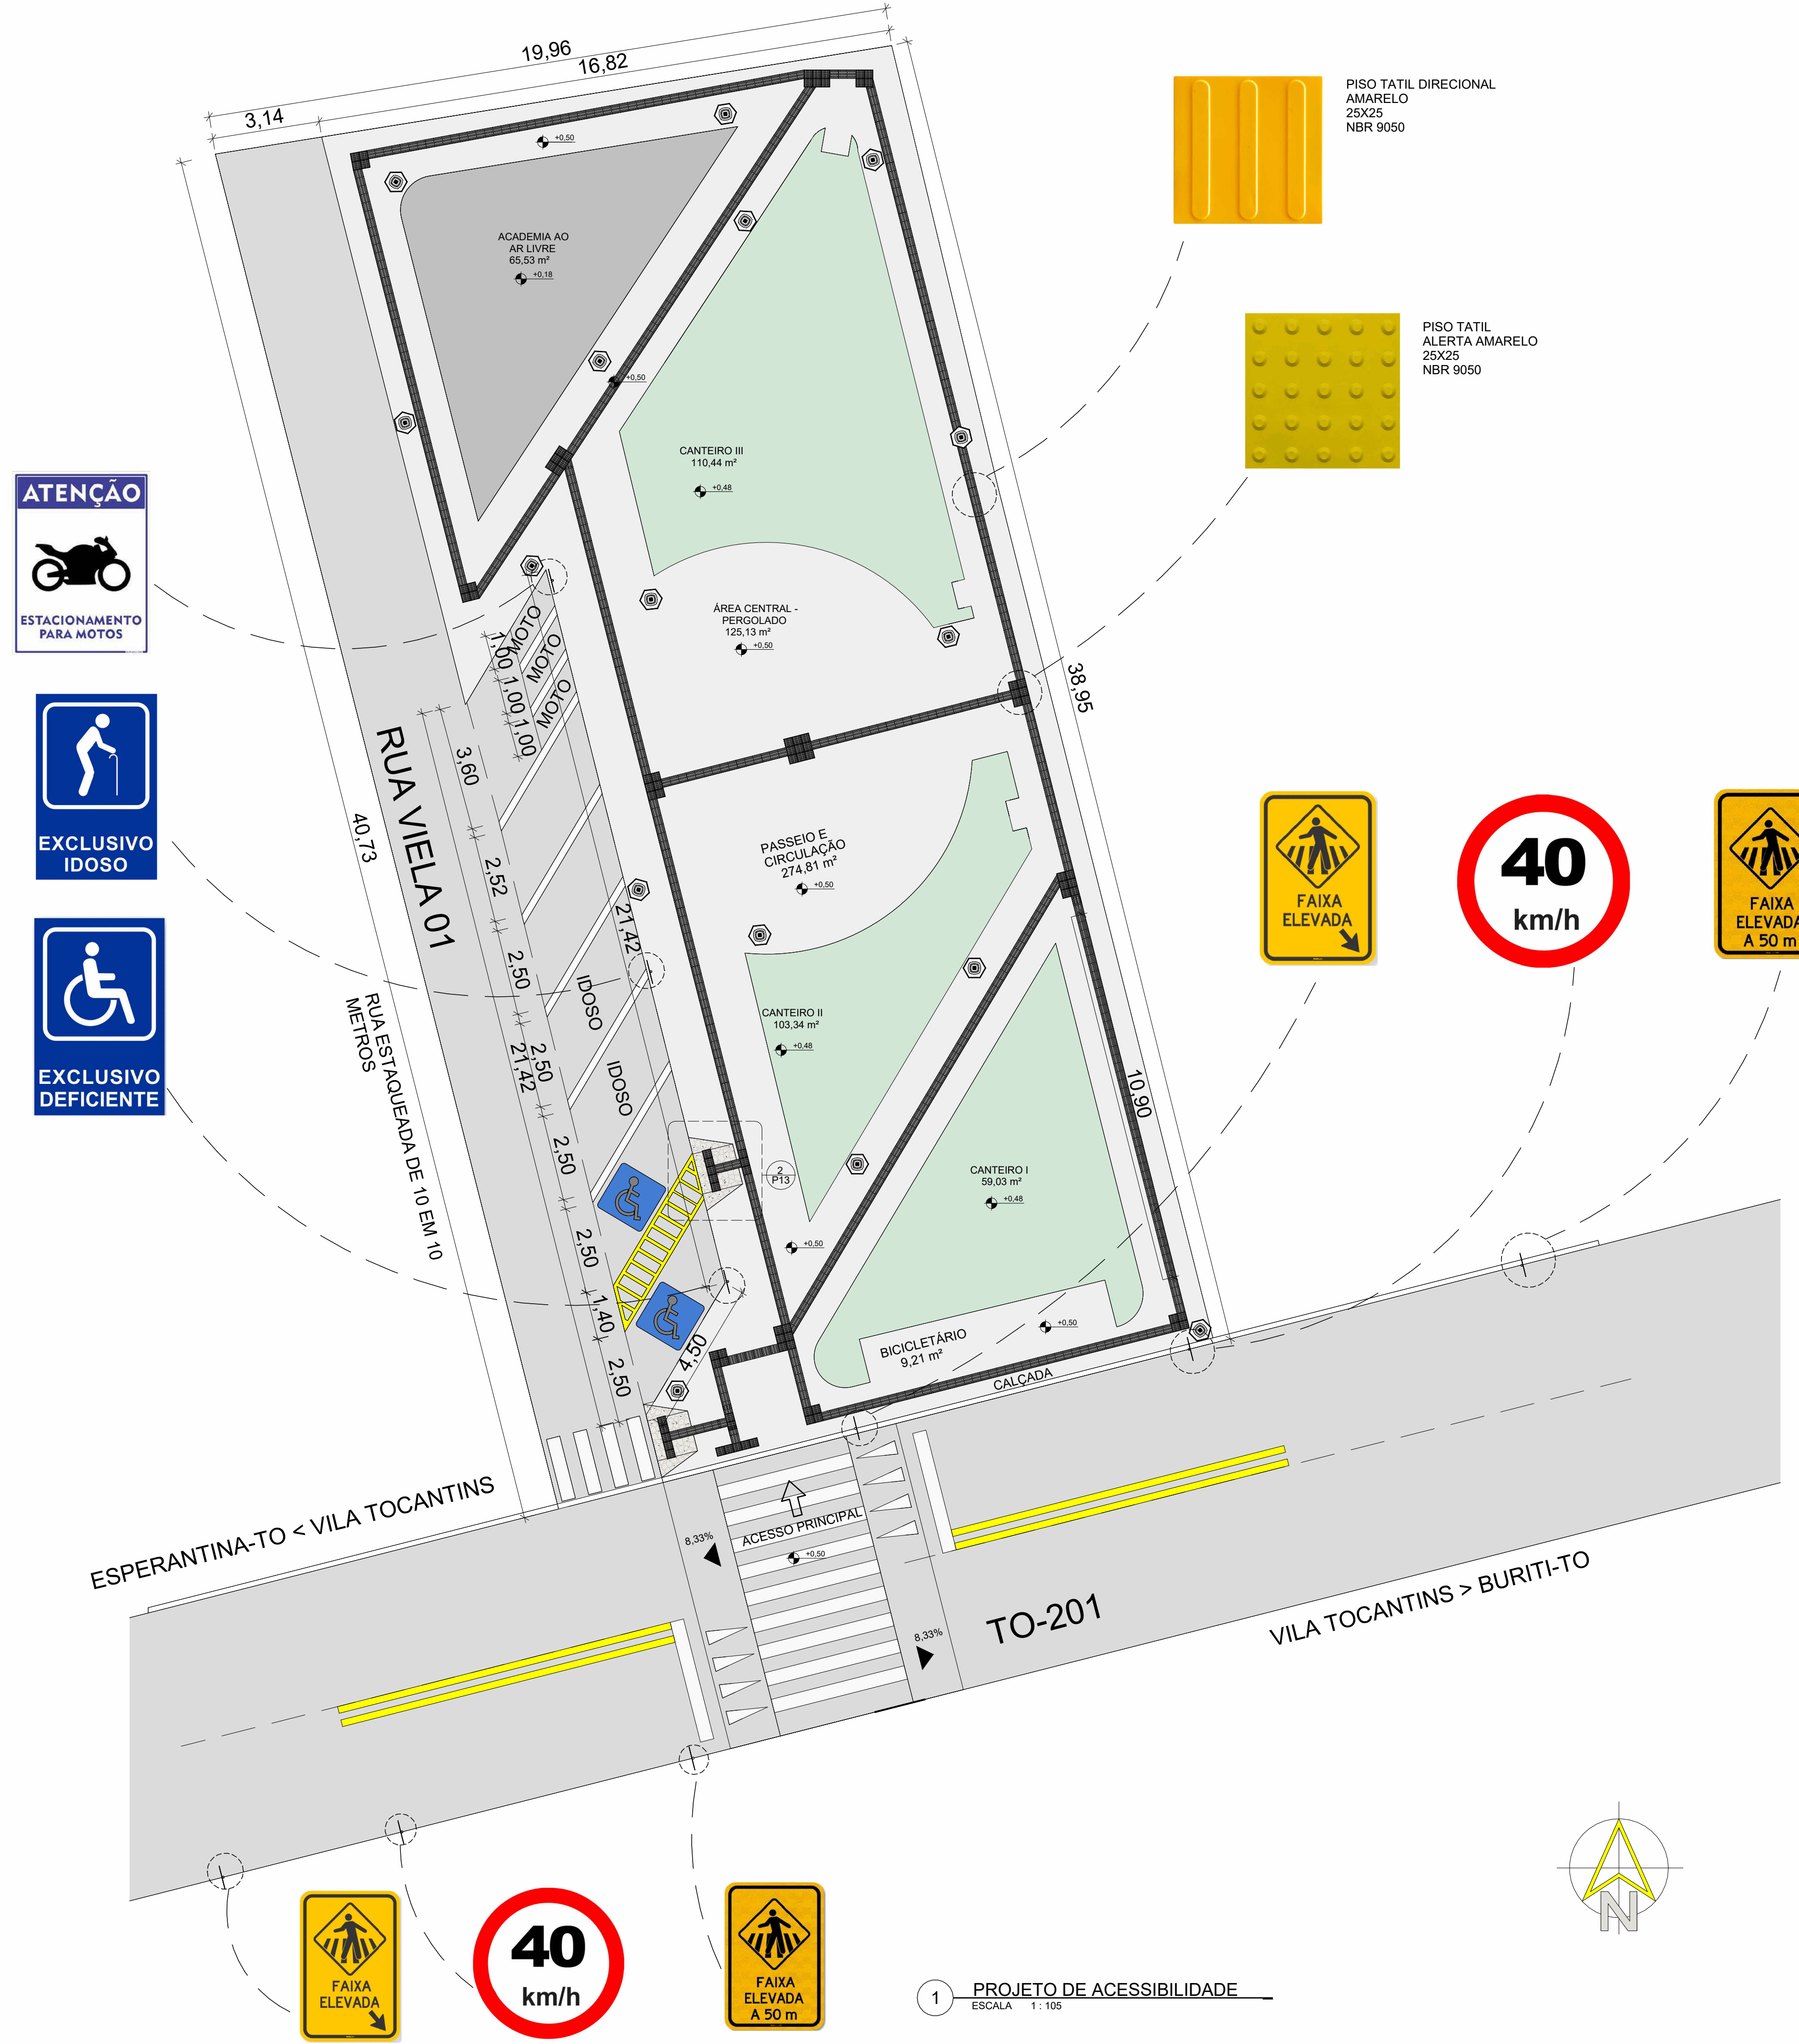 19,96
16,82
3,14
PISO TATIL DIRECIONAL
AMARELO
25X25
NBR 9050
+0,50
ACADEMIA AO
AR LIVRE
65,53 m²
+0,18
PISO TATIL
ALERTA AMARELO
25X25
NBR 9050
+0,50
CANTEIRO III
110,44 m²
+0,48
ATENÇÃO
ESTACIONAMENTO
PARA MOTOS
ÁREA CENTRAL -
PERGOLADO
125,13 m²
+0,50
MOTO
MOTO
MOTO
1,00
1,00
1,00
38,95
RUA VIELA 01
3,60
40,73
EXCLUSIVO
IDOSO
2,52
PASSEIO E
CIRCULAÇÃO
274,81 m²
+0,50
FAIXA
ELEVADA
40
km/h
FAIXA
ELEVADA
A 50 m
21,42
2,50
IDOSO
RUA ESTAQUEADA DE 10 EM 10
METROS
CANTEIRO II
103,34 m²
+0,48
EXCLUSIVO
DEFICIENTE
2,50
21,42
IDOSO
10,90
2,50
2
P13
CANTEIRO I
59,03 m²
+0,48
2,50
+0,50
1,40
4,50
2,50
BICICLETÁRIO
9,21 m²
+0,50
CALÇADA
ESPERANTINA-TO < VILA TOCANTINS
8,33%
ACESSO PRINCIPAL
+0,50
TO-201
8,33%
VILA TOCANTINS > BURITI-TO
FAIXA
ELEVADA
40
km/h
FAIXA
ELEVADA
A 50 m
N
1
PROJETO DE ACESSIBILIDADE
ESCALA 1 : 105